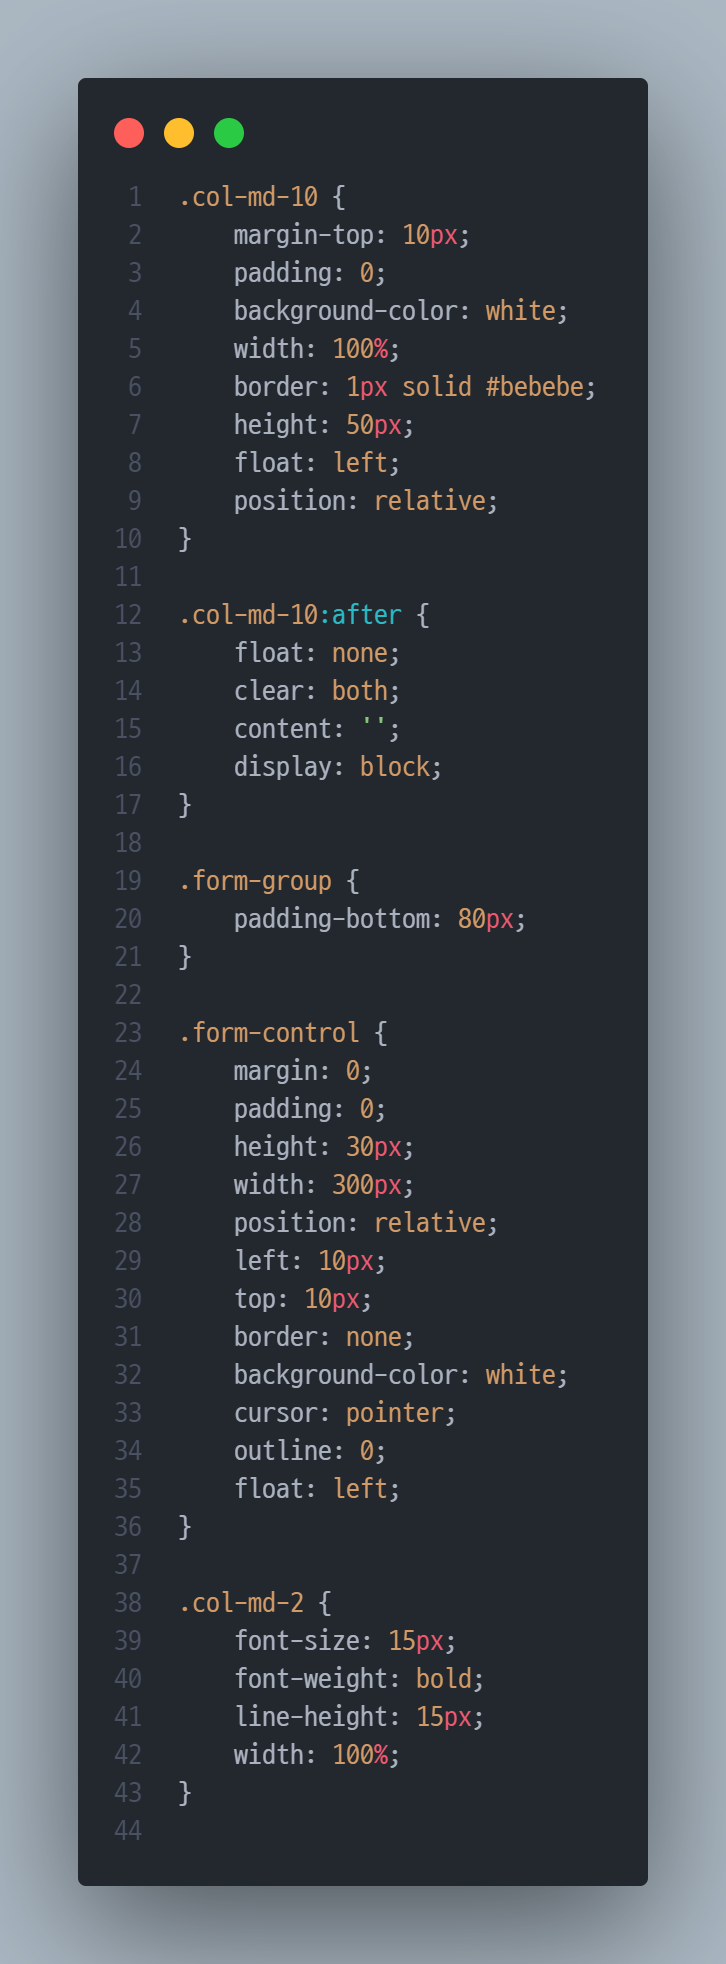 1 .col-md-10 {
2     margin-top: 10px;
3     padding: 0;
4     background-color: white;
5     width: 100%;
6     border: 1px solid #bebebe;
7     height: 50px;
8     float: left;
9     position: relative;
10 }
11
12 .col-md-10:after {
13     float: none;
14     clear: both;
15     content: '';
16     display: block;
17 }
18
19 .form-group {
20     padding-bottom: 80px;
21 }
22
23 .form-control {
24     margin: 0;
25     padding: 0;
26     height: 30px;
27     width: 300px;
28     position: relative;
29     left: 10px;
30     top: 10px;
31     border: none;
32     background-color: white;
33     cursor: pointer;
34     outline: 0;
35     float: left;
36 }
37
38 .col-md-2 {
39     font-size: 15px;
40     font-weight: bold;
41     line-height: 15px;
42     width: 100%;
43 }
44